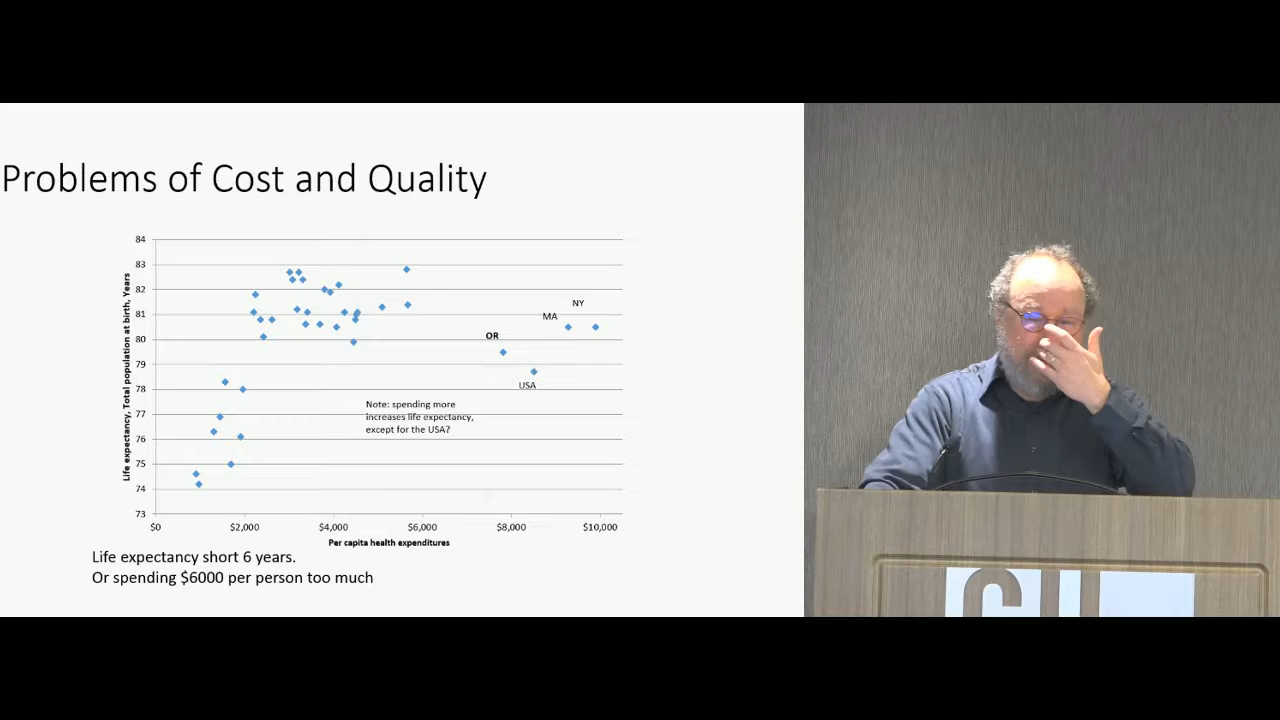 Problems of Cost and Quality
84
83
82
81
80
79
78
77
76
75
74
73
Life expectancy, Total population at birth, Years
NY
MA
OR
USA
Note: spending more
increases life expectancy,
except for the USA?
$0 $2,000 $4,000 $6,000 $8,000 $10,000
Per capita health expenditures
Life expectancy short 6 years.
Or spending $6000 per person too much